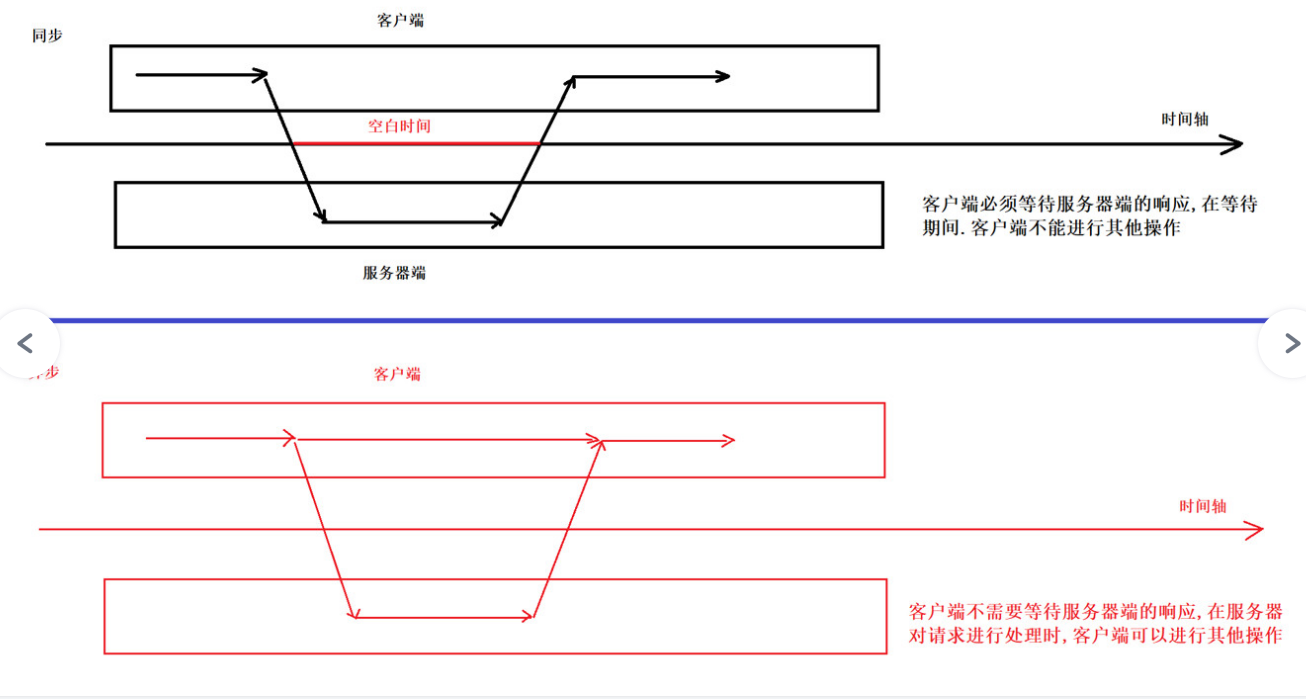 客户端
同步
时间轴
空白时间
客户端必须等待服务器端的响应,在等待
期间.客户端不能进行其他操作
服务器端
客户端
时间轴
客户端不需要等待服务器端的响应,在服务器
对请求进行处理时,客户端可以进行其他操作